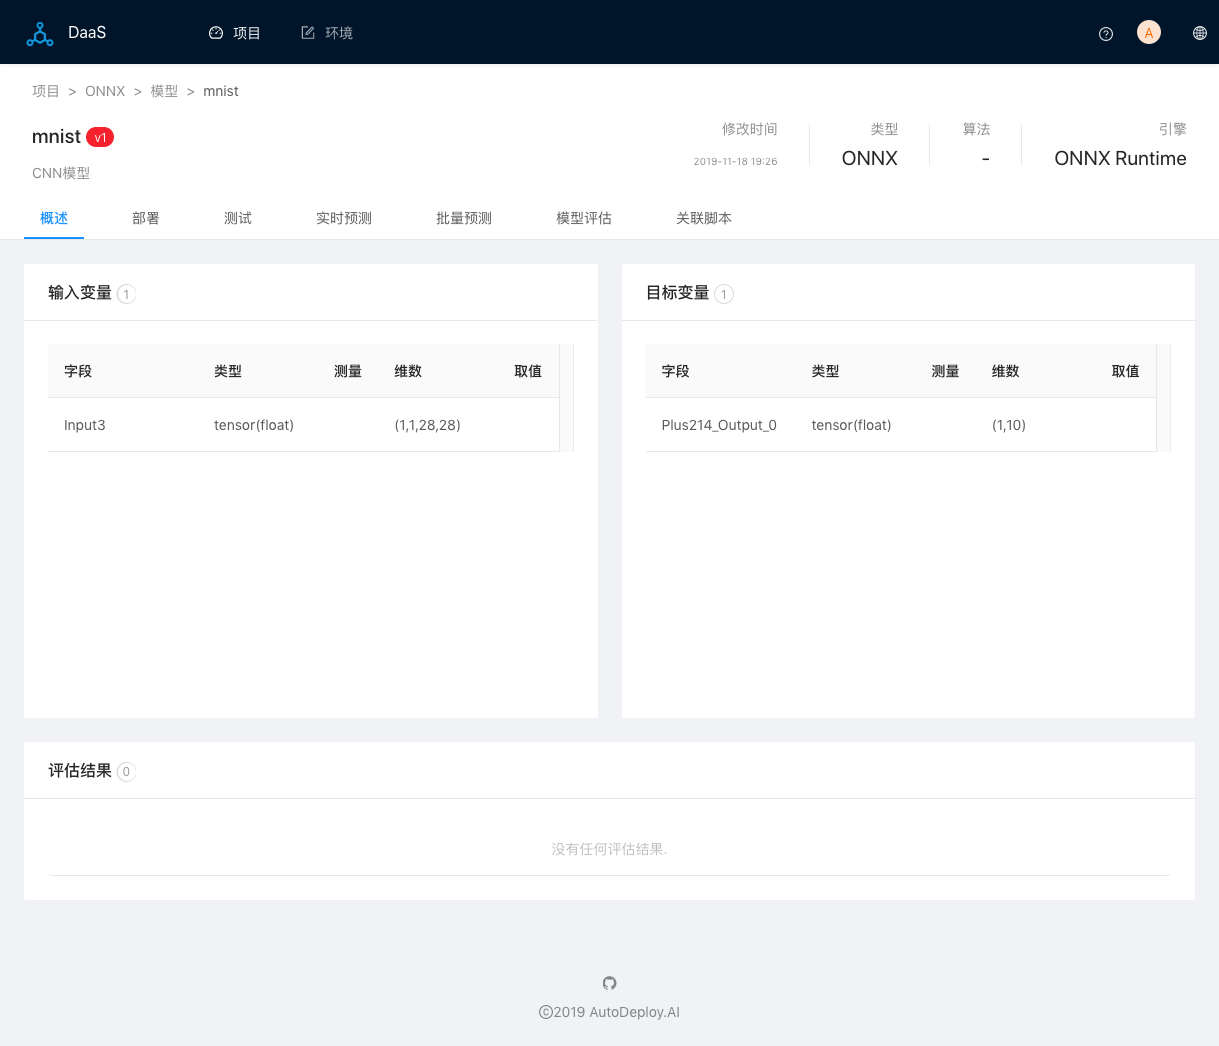 DaaS 项目 环境 A
项目 > ONNX > 模型 > mnist
mnist v1
CNN模型
修改时间 类型 算法 引擎
2019-11-18 19:26 ONNX - ONNX Runtime
概述 部署 测试 实时预测 批量预测 模型评估 关联脚本
输入变量 1
字段 类型 测量 维数 取值
Input3 tensor(float) (1,1,28,28)
目标变量 1
字段 类型 测量 维数 取值
Plus214_Output_0 tensor(float) (1,10)
评估结果 0
没有任何评估结果.
©2019 AutoDeploy.AI